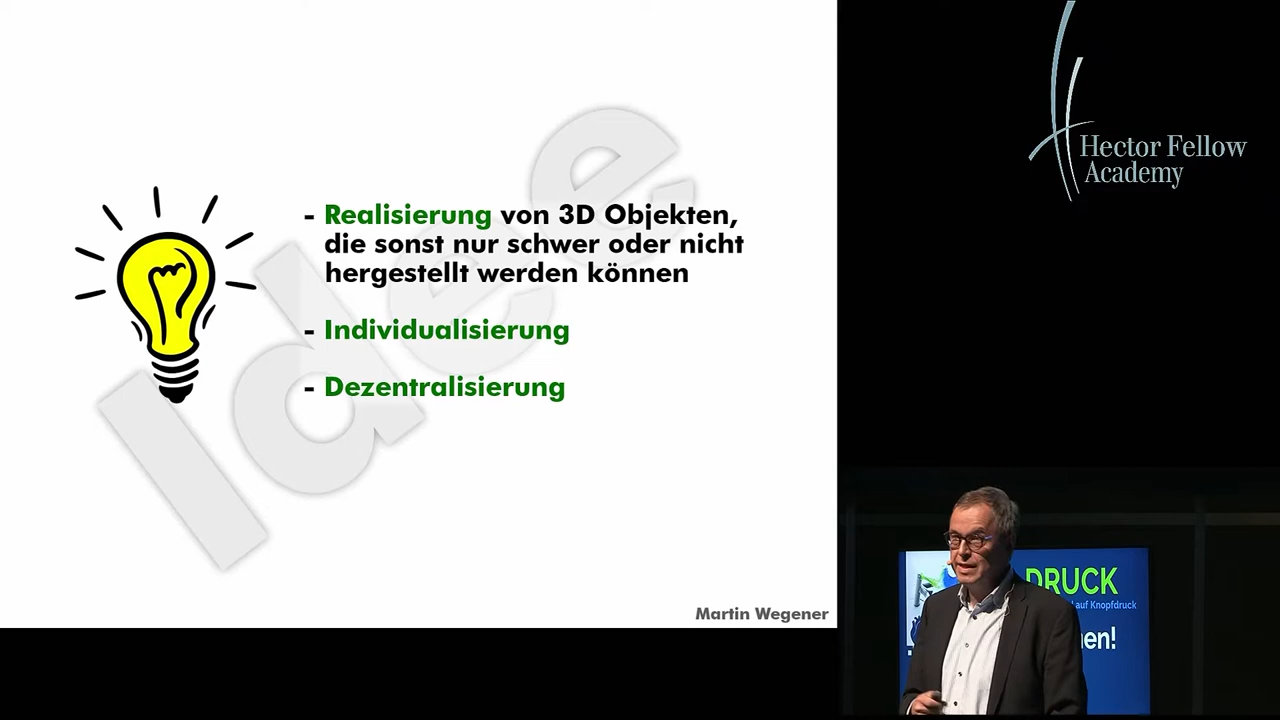 Idee
- Realisierung von 3D Objekten,
die sonst nur schwer oder nicht
hergestellt werden können
- Individualisierung
- Dezentralisierung
Martin Wegener
Hector Fellow
Academy
DRUCK
auf Knopfdruck